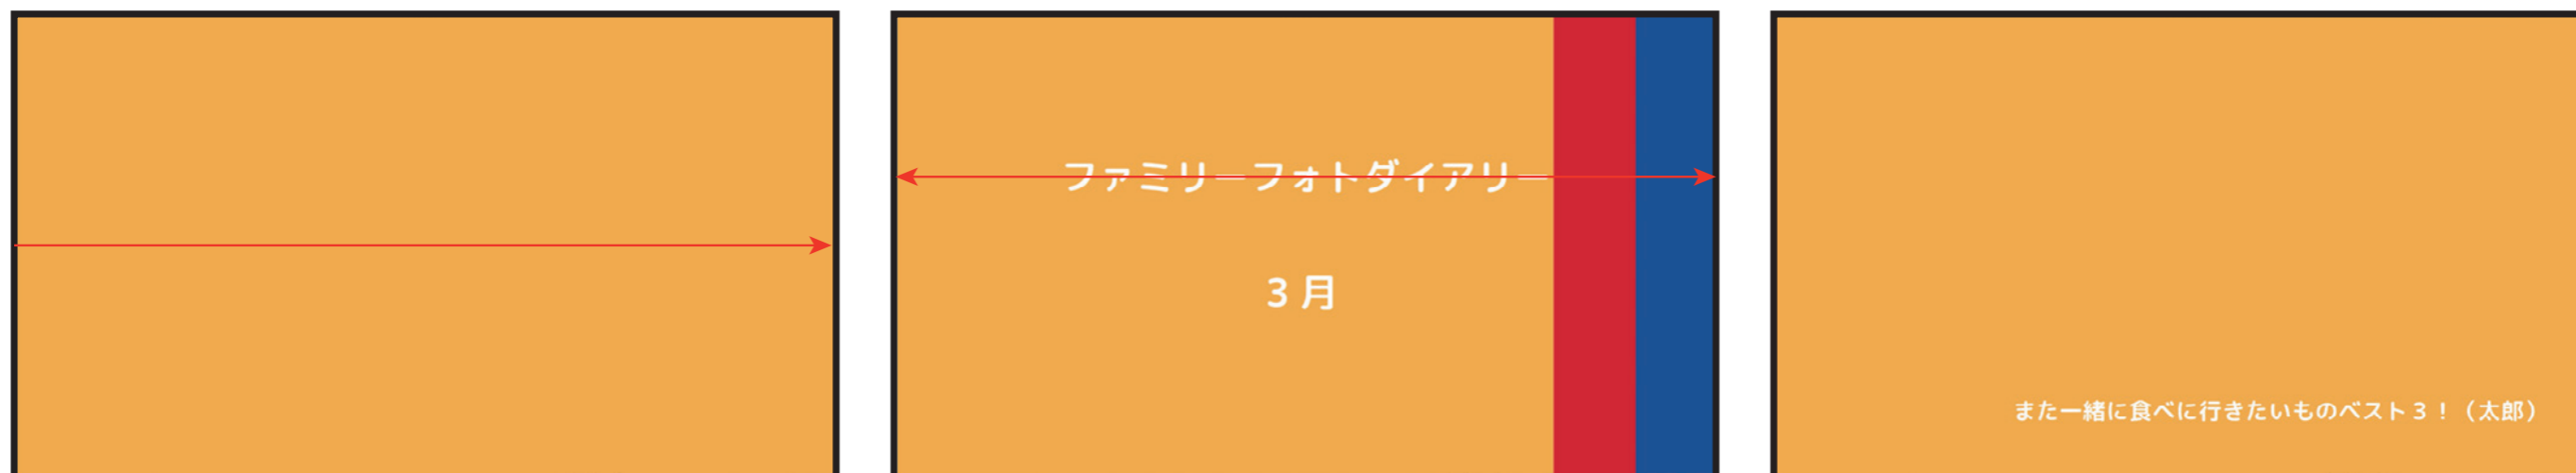 ファミリーフォトダイアリー
3月
また一緒に食べに行きたいものベスト3！（太郎）